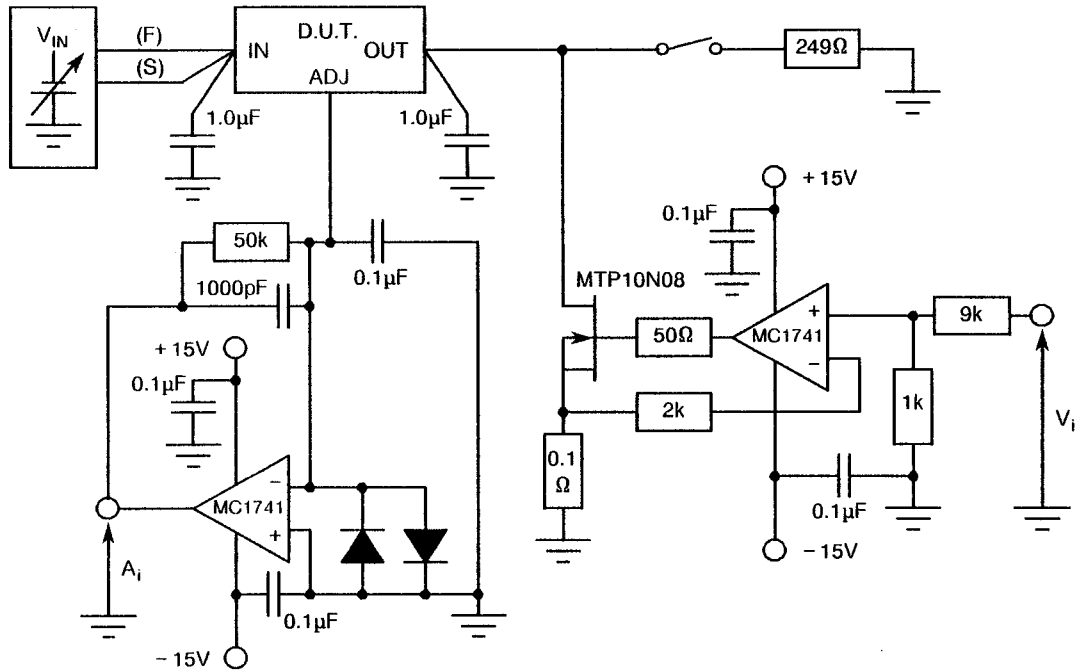 V_IN
(F)
(S)
D.U.T.
IN
OUT
ADJ
249Ω
1.0μF
1.0μF
+15V
0.1μF
50k
0.1μF
1000pF
MTP10N08
+
MC1741
−
50Ω
9k
+15V
0.1μF
2k
1k
V_i
0.1
Ω
−
MC1741
+
0.1μF
A_i
0.1μF
−15V
−15V